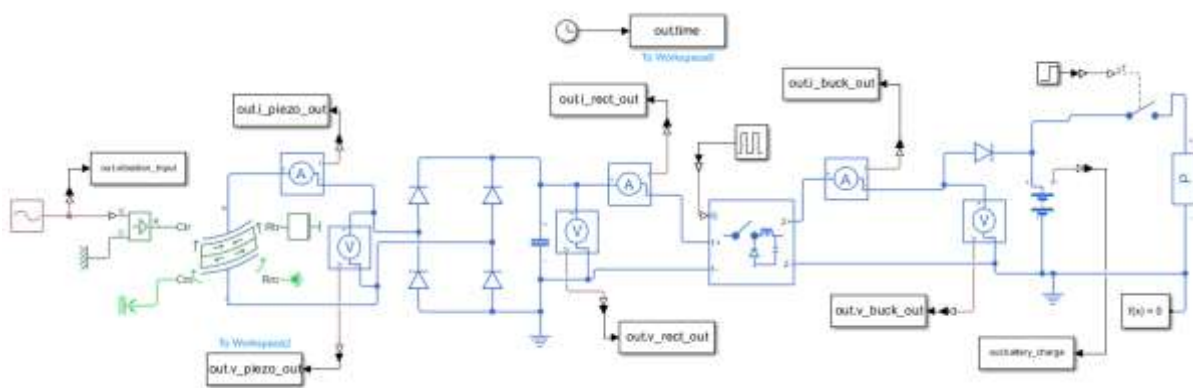 out.time
To Workspace6
out.i_buck_out
out.i_rect_out
out.i_piezo_out
out.vibration_input
A
A
A
V
V
V
out.v_buck_out
f(x) = 0
out.v_rect_out
To Workspace2
out.v_piezo_out
out.battery_charge